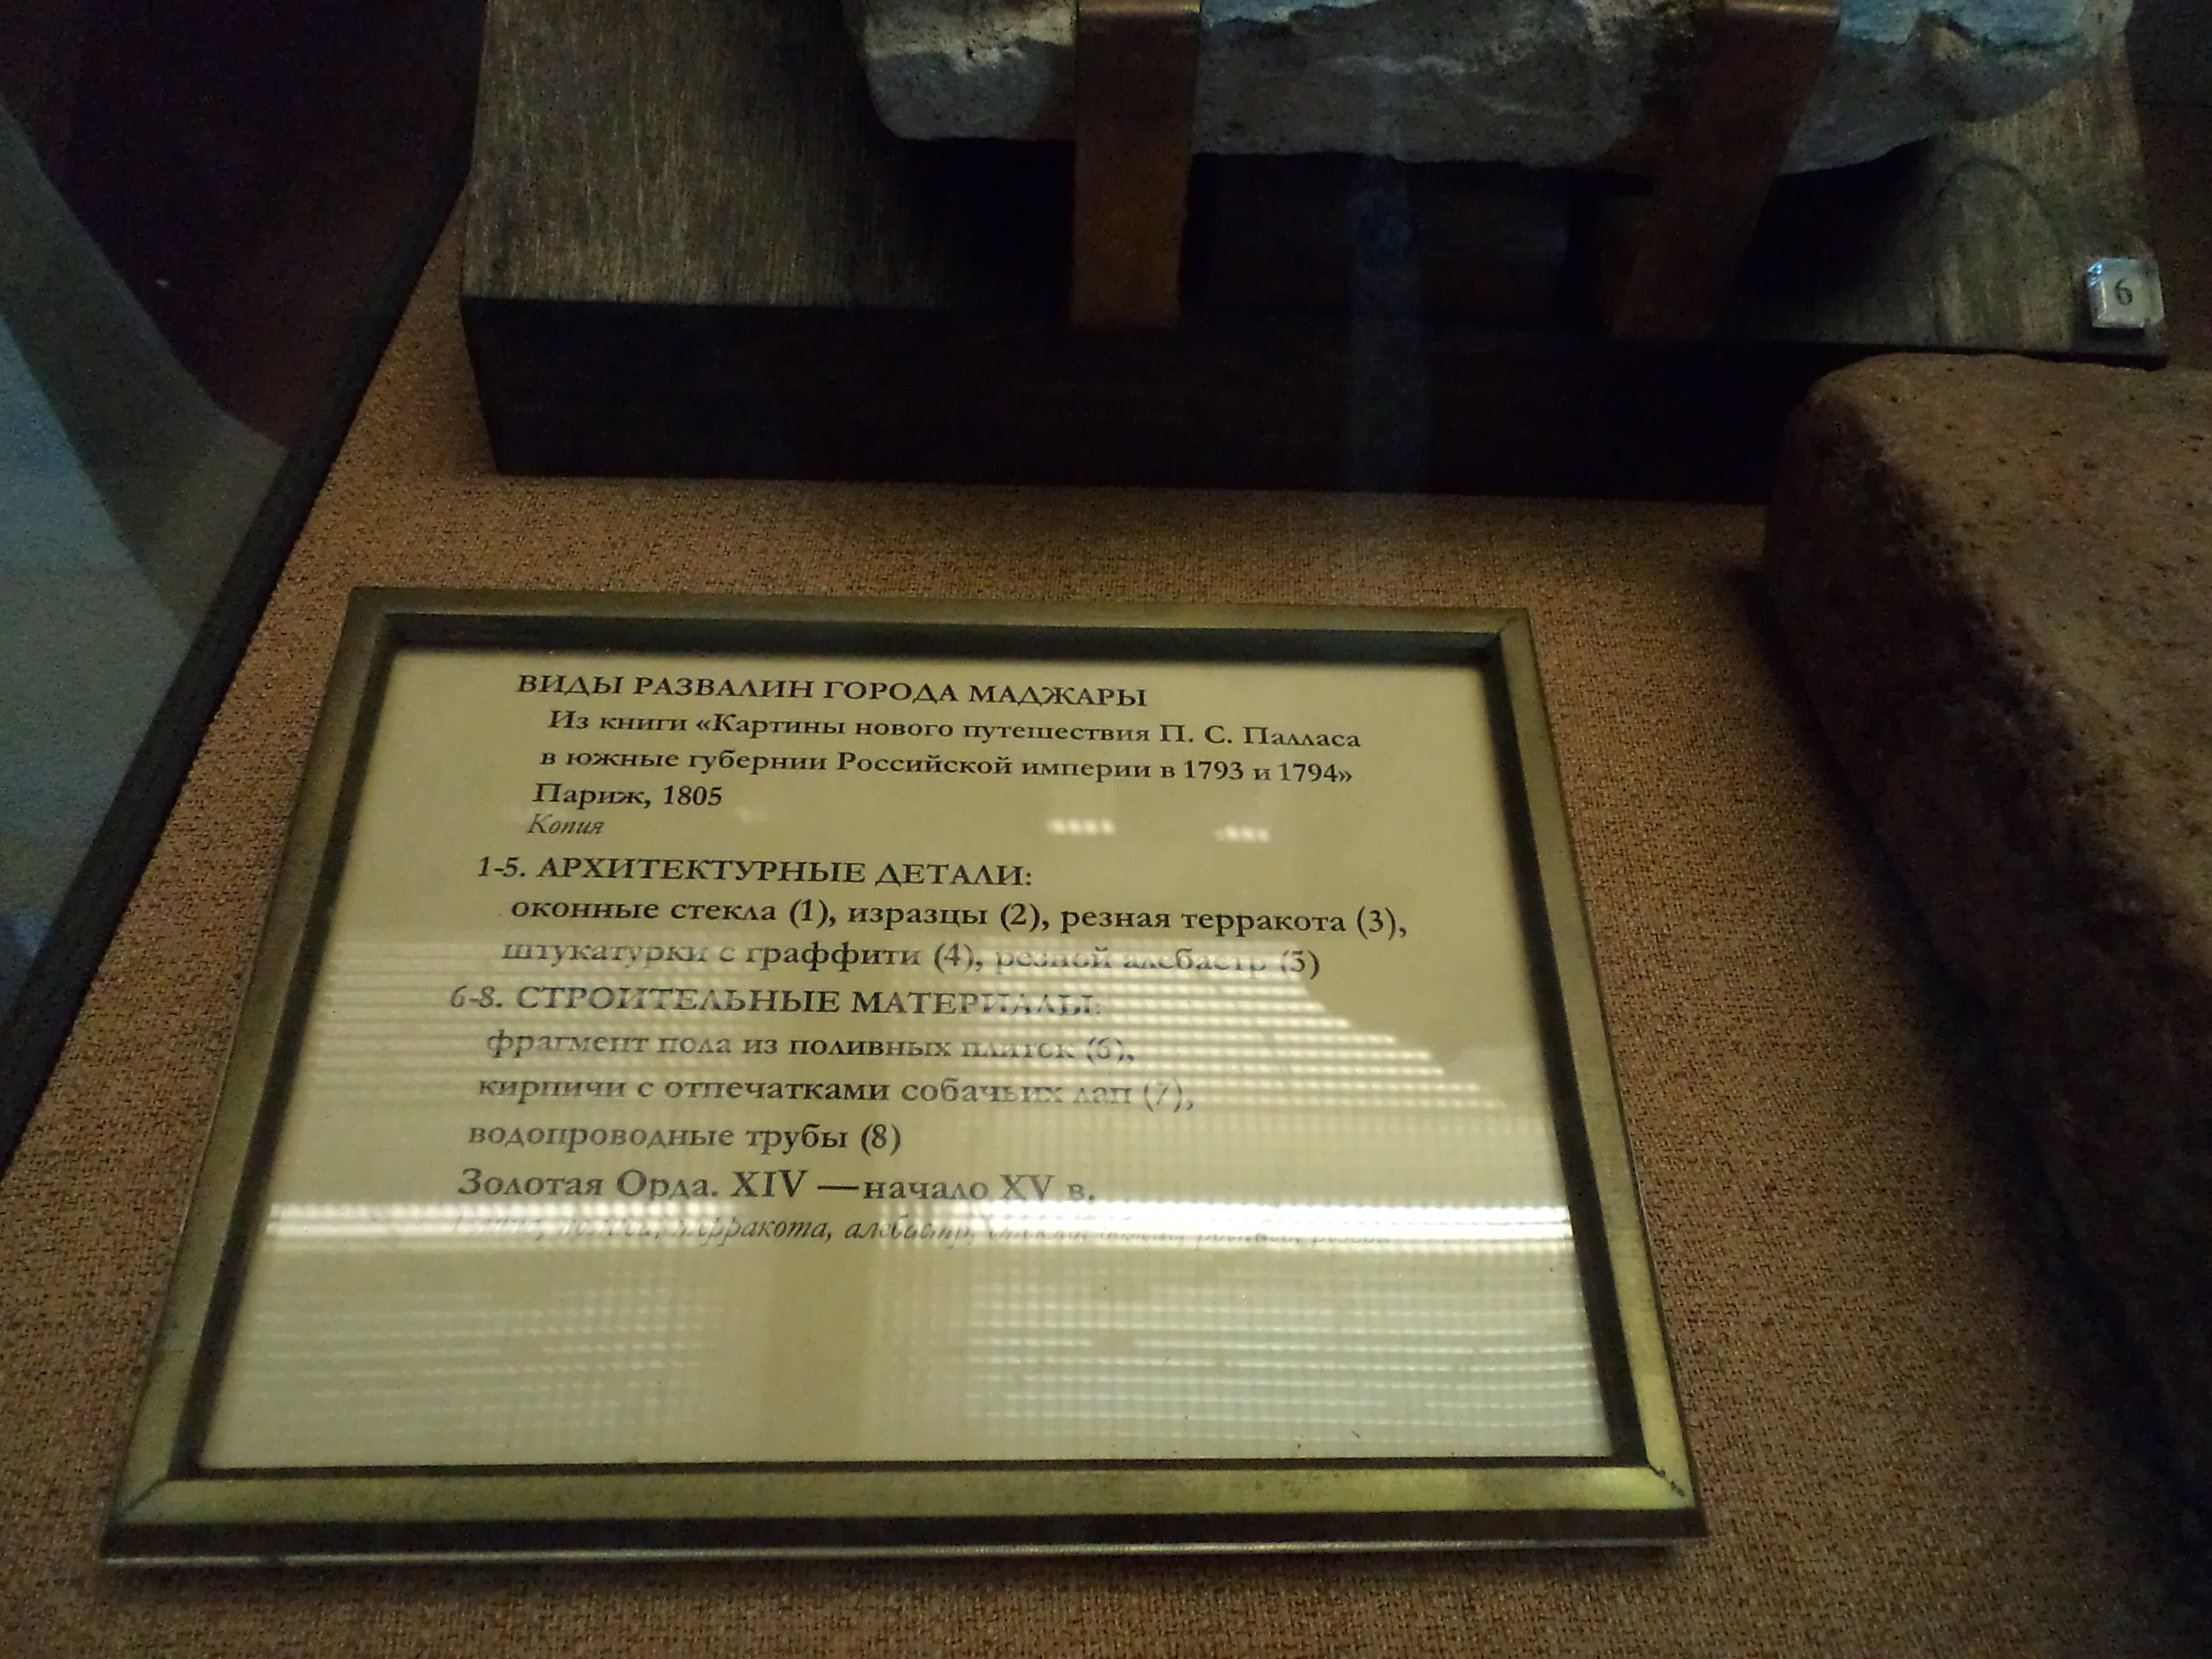 6
ВИДЫ РАЗВАЛИН ГОРОДА МАДЖАРЫ
Из книги «Картины нового путешествия П. С. Палласа
в южные губернии Российской империи в 1793 и 1794»
Париж, 1805
Копия
1-5. АРХИТЕКТУРНЫЕ ДЕТАЛИ:
оконные стекла (1), изразцы (2), резная терракота (3),
штукатурки с граффити (4), резной алебастр (5)
6-8. СТРОИТЕЛЬНЫЕ МАТЕРИАЛЫ:
фрагмент пола из поливных плиток (6),
кирпичи с отпечатками собачьих лап (7),
водопроводные трубы (8)
Золотая Орда. XIV — начало XV в.
терракота, алебастр,